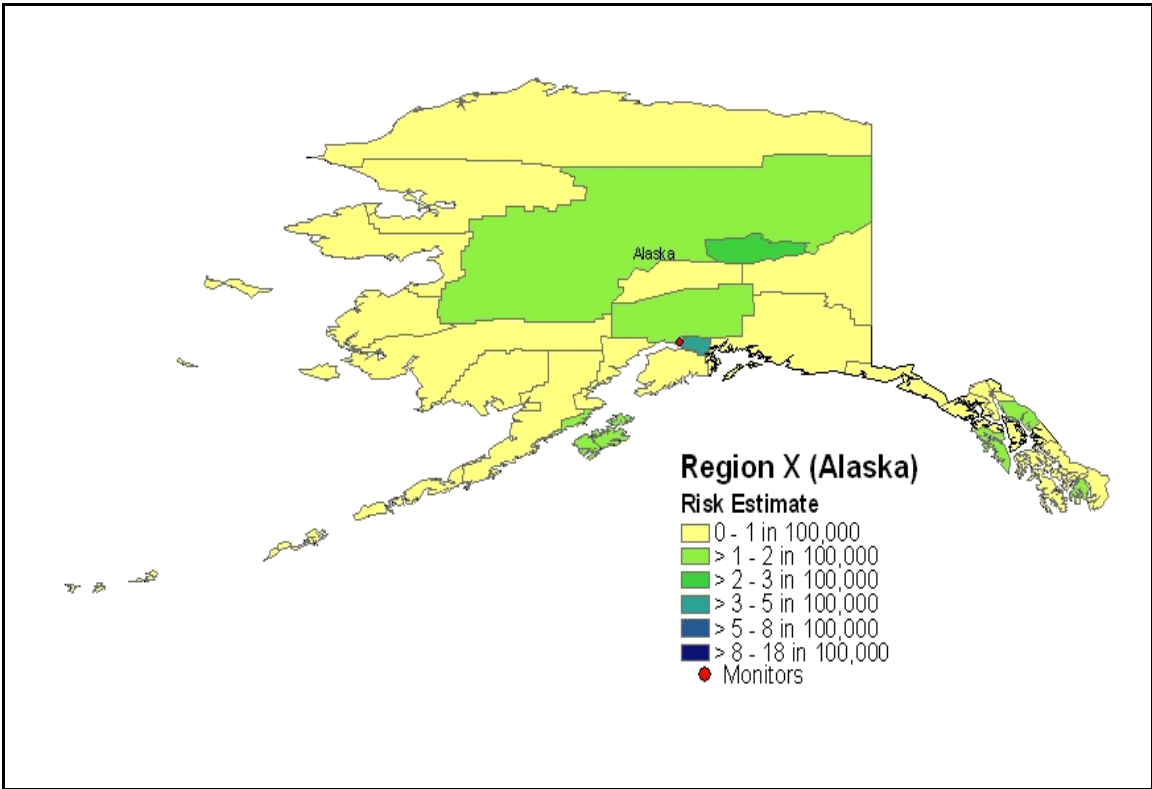 Alaska
Region X (Alaska)
Risk Estimate
0 - 1 in 100,000
> 1 - 2 in 100,000
> 2 - 3 in 100,000
> 3 - 5 in 100,000
> 5 - 8 in 100,000
> 8 - 18 in 100,000
Monitors